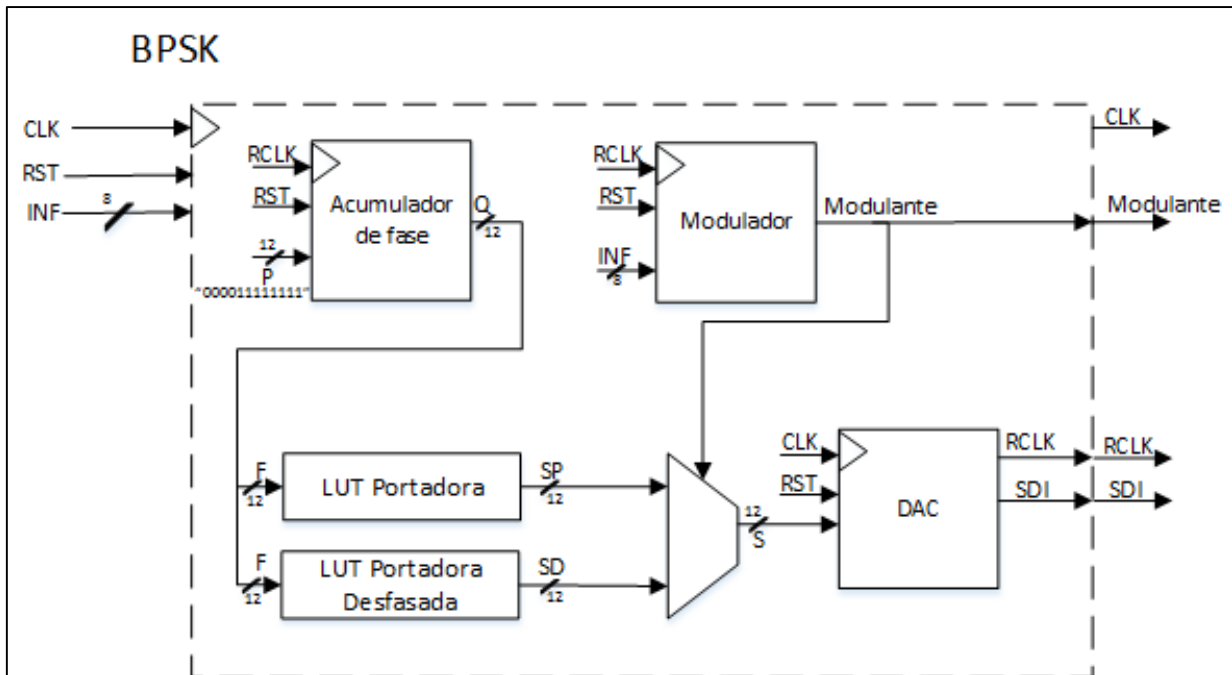 BPSK
CLK
RST
INF
8
RCLK
RST
12
P
"000011111111"
Acumulador
de fase
Q
12
RCLK
RST
INF
8
Modulador
Modulante
CLK
Modulante
F
12
LUT Portadora
SP
12
F
12
LUT Portadora
Desfasada
SD
12
12
S
CLK
RST
DAC
RCLK
SDI
RCLK
SDI